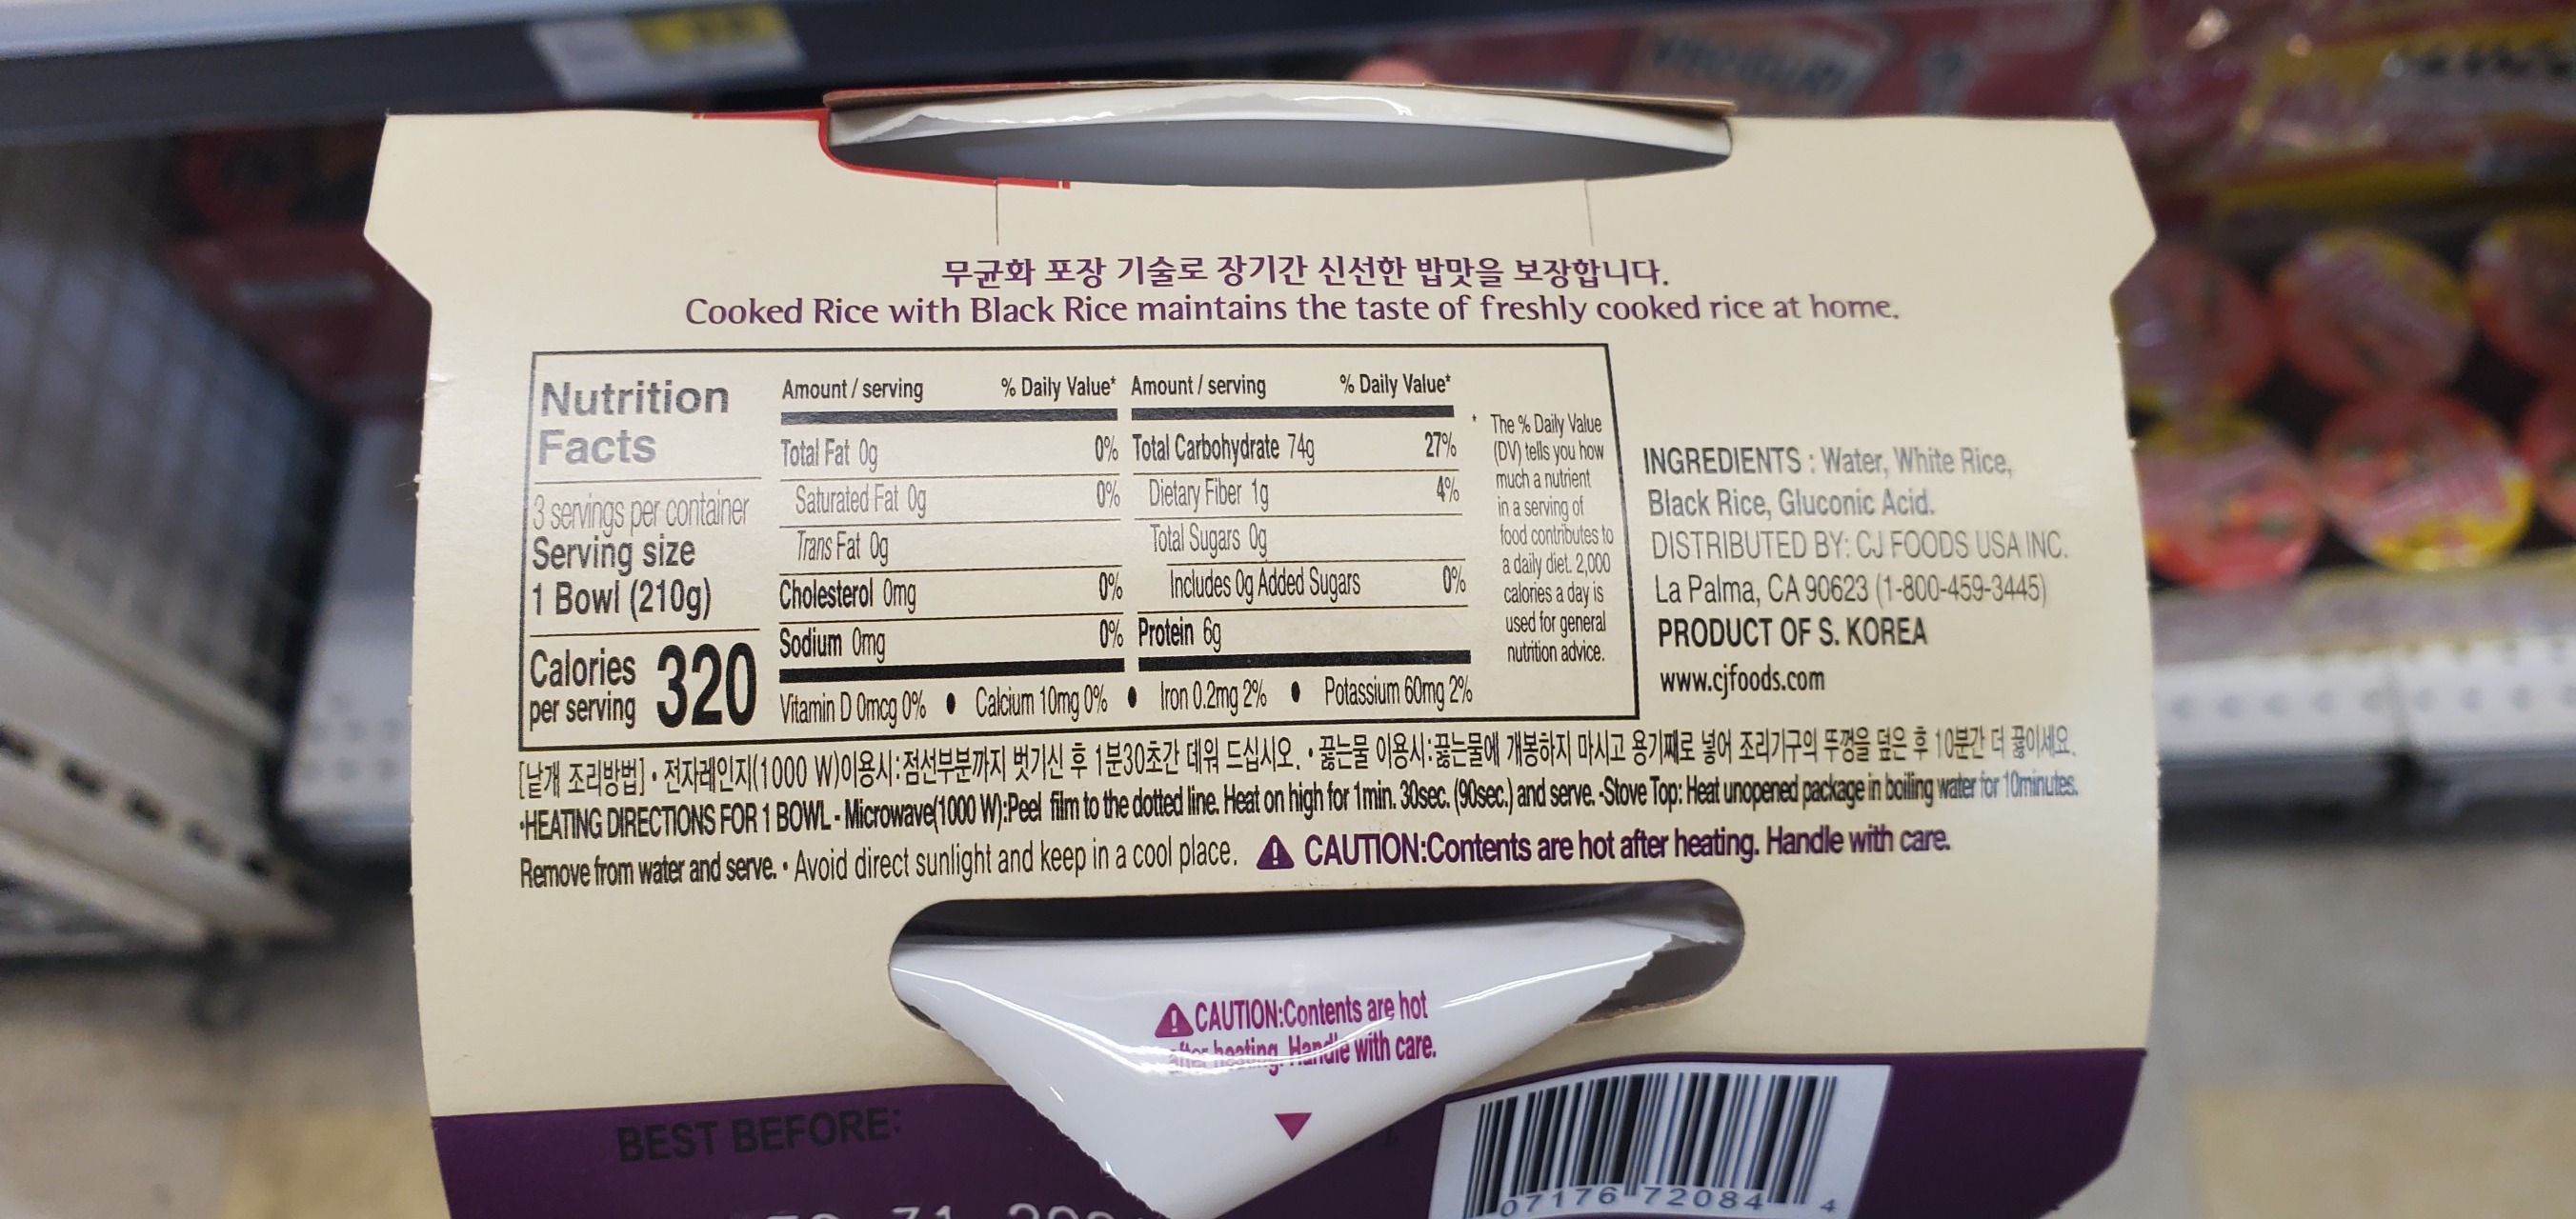 무균화 포장 기술로 장기간 신선한 밥맛을 보장합니다.
Cooked Rice with Black Rice maintains the taste of freshly cooked rice at home.
Nutrition
Facts
3 servings per container
Serving size
1 Bowl (210g)
Calories
per serving 320
Amount / serving % Daily Value*
Total Fat 0g 0%
Saturated Fat 0g 0%
Trans Fat 0g
Cholesterol 0mg 0%
Sodium 0mg 0%
Amount / serving % Daily Value*
Total Carbohydrate 74g 27%
Dietary Fiber 1g 4%
Total Sugars 0g
Includes 0g Added Sugars 0%
Protein 6g
Vitamin D 0mcg 0% • Calcium 10mg 0% • Iron 0.2mg 2% • Potassium 60mg 2%
* The % Daily Value
(DV) tells you how
much a nutrient
in a serving of
food contributes to
a daily diet. 2,000
calories a day is
used for general
nutrition advice.
INGREDIENTS : Water, White Rice,
Black Rice, Gluconic Acid.
DISTRIBUTED BY: CJ FOODS USA INC.
La Palma, CA 90623 (1-800-459-3445)
PRODUCT OF S. KOREA
www.cjfoods.com
[낱개 조리방법] • 전자레인지(1000 W)이용시:점선부분까지 벗기신 후 1분30초간 데워 드십시오. • 끓는물 이용시:끓는물에 개봉하지 마시고 용기째로 넣어 조리기구의 뚜껑을 덮은 후 10분간 더 끓이세요.
•HEATING DIRECTIONS FOR 1 BOWL - Microwave(1000 W):Peel film to the dotted line. Heat on high for 1min. 30sec. (90sec.) and serve. -Stove Top: Heat unopened package in boiling water for 10minutes.
Remove from water and serve. • Avoid direct sunlight and keep in a cool place. ⚠ CAUTION:Contents are hot after heating. Handle with care.
⚠ CAUTION:Contents are hot
after heating. Handle with care.
BEST BEFORE:
07176 72084 4